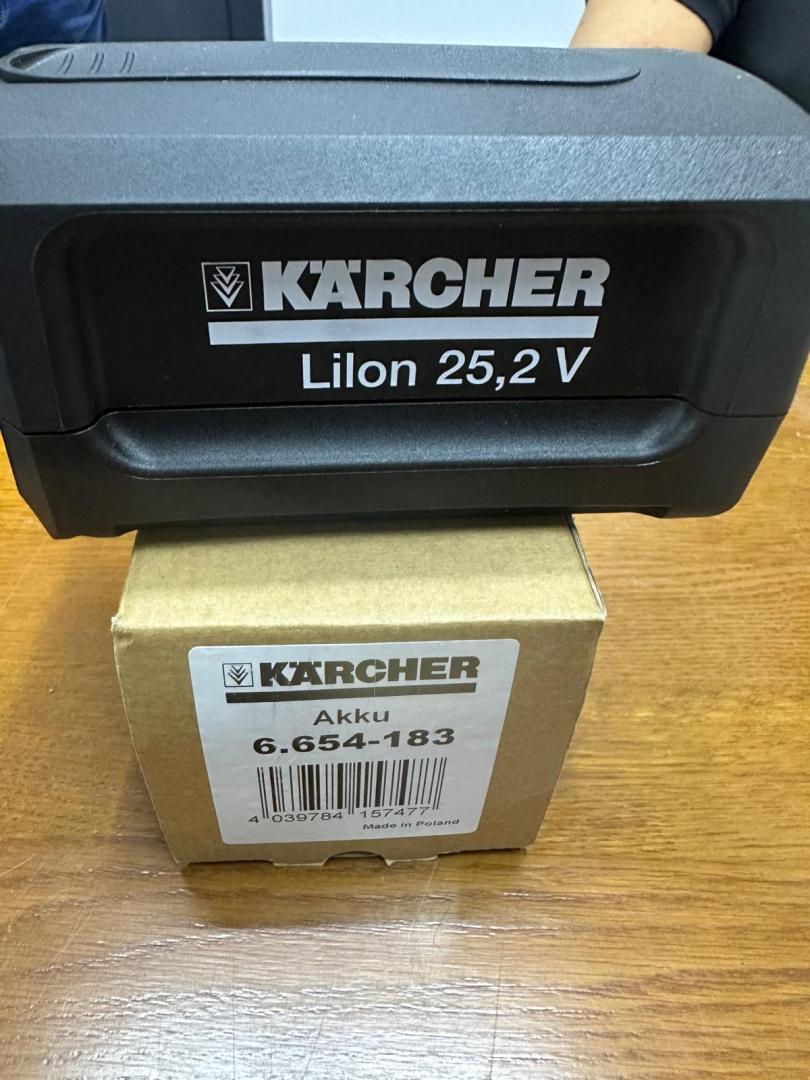 KÄRCHER
LiIon 25,2 V
KÄRCHER
Akku
6.654-183
4 039784 157477
Made in Poland